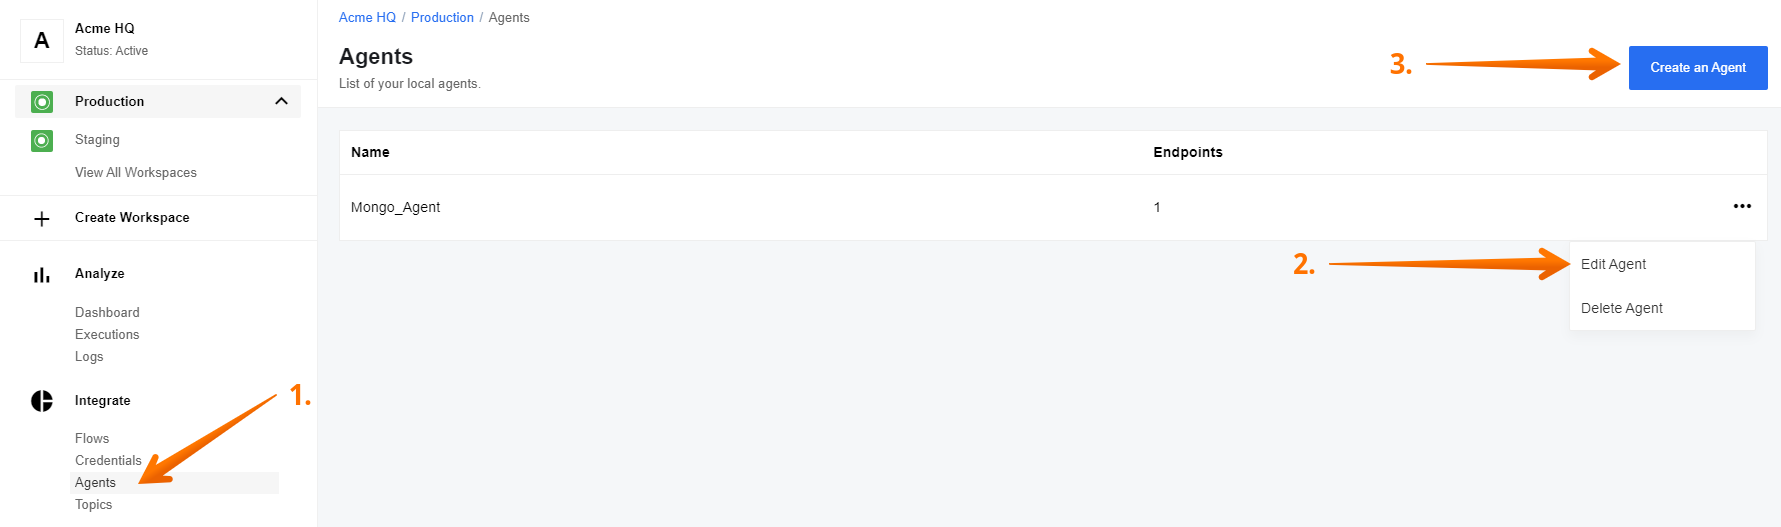 A
Acme HQ
Status: Active
Production
Staging
View All Workspaces
Create Workspace
Analyze
Dashboard
Executions
Logs
Integrate
1.
Flows
Credentials
Agents
Topics
Acme HQ / Production / Agents
Agents
List of your local agents.
3.
Create an Agent
Name Endpoints
Mongo_Agent 1
2.
Edit Agent
Delete Agent